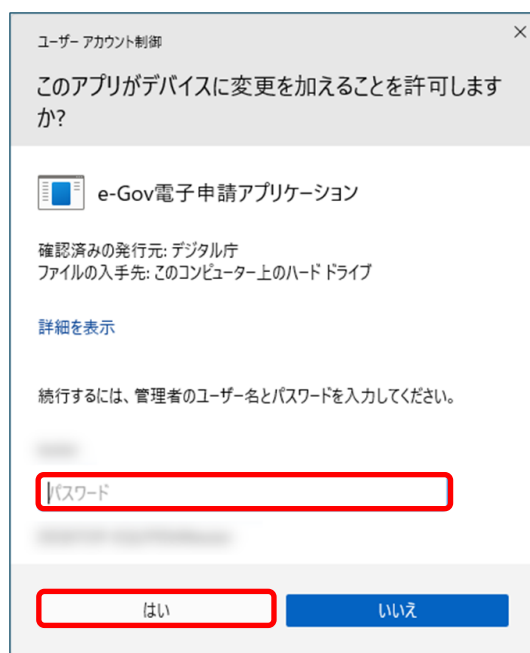 ユーザー アカウント制御
このアプリがデバイスに変更を加えることを許可します
か?
e-Gov電子申請アプリケーション
確認済みの発行元: デジタル庁
ファイルの入手先: このコンピューター上のハード ドライブ
詳細を表示
続行するには、管理者のユーザー名とパスワードを入力してください。
パスワード
はい
いいえ